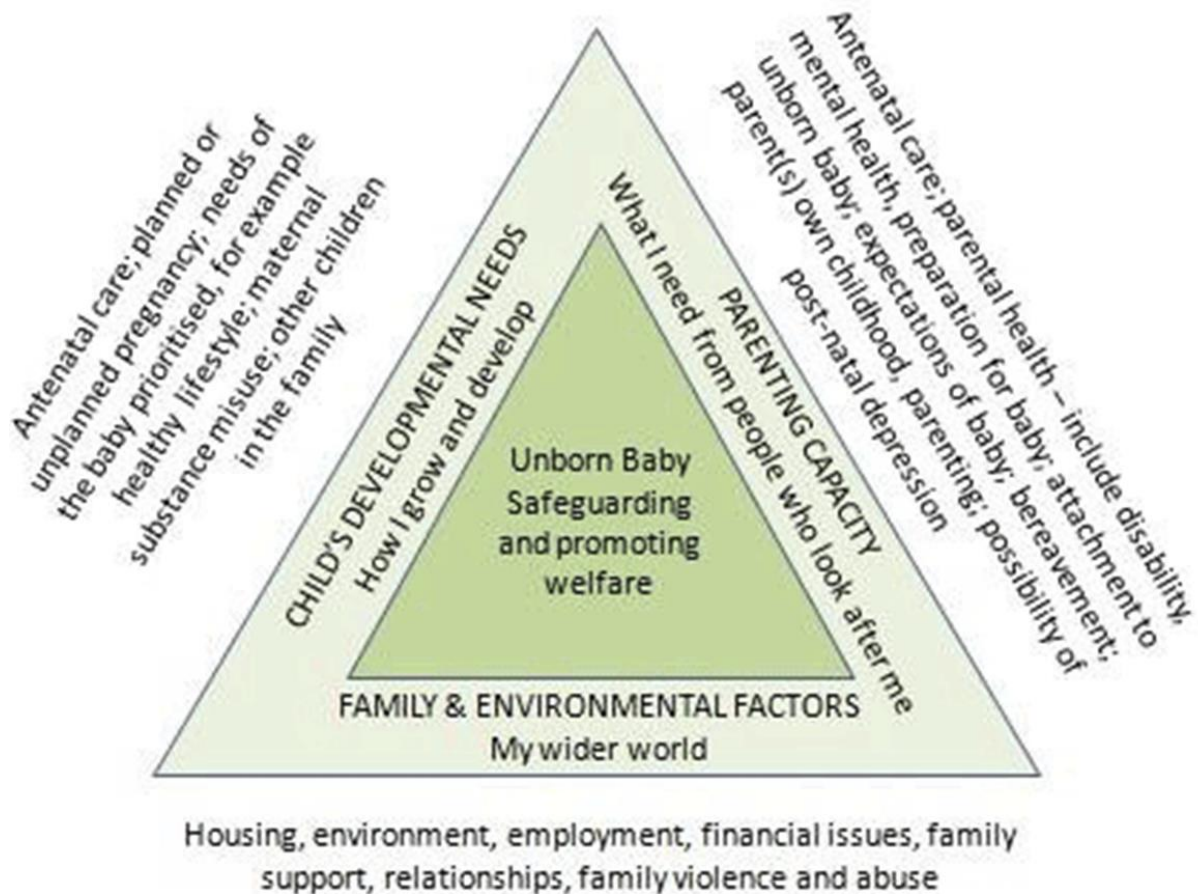 Antenatal care; planned or
unplanned pregnancy; needs of
the baby prioritised, for example
healthy lifestyle; maternal
substance misuse; other children
in the family
CHILD'S DEVELOPMENTAL NEEDS
How I grow and develop
Antenatal care; parental health – include disability,
mental health, preparation for baby; attachment to
unborn baby; expectations of baby; bereavement;
parent(s) own childhood, parenting; possibility of
post-natal depression
PARENTING CAPACITY
What I need from people who look after me
Unborn Baby
Safeguarding
and promoting
welfare
FAMILY & ENVIRONMENTAL FACTORS
My wider world
Housing, environment, employment, financial issues, family
support, relationships, family violence and abuse